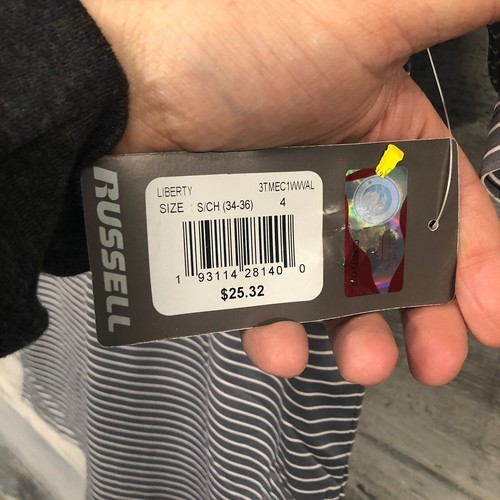 RUSSELL
LIBERTY 3TMEC1WWAL
SIZE S/CH (34-36) 4
1 93114 28140 0
$25.32